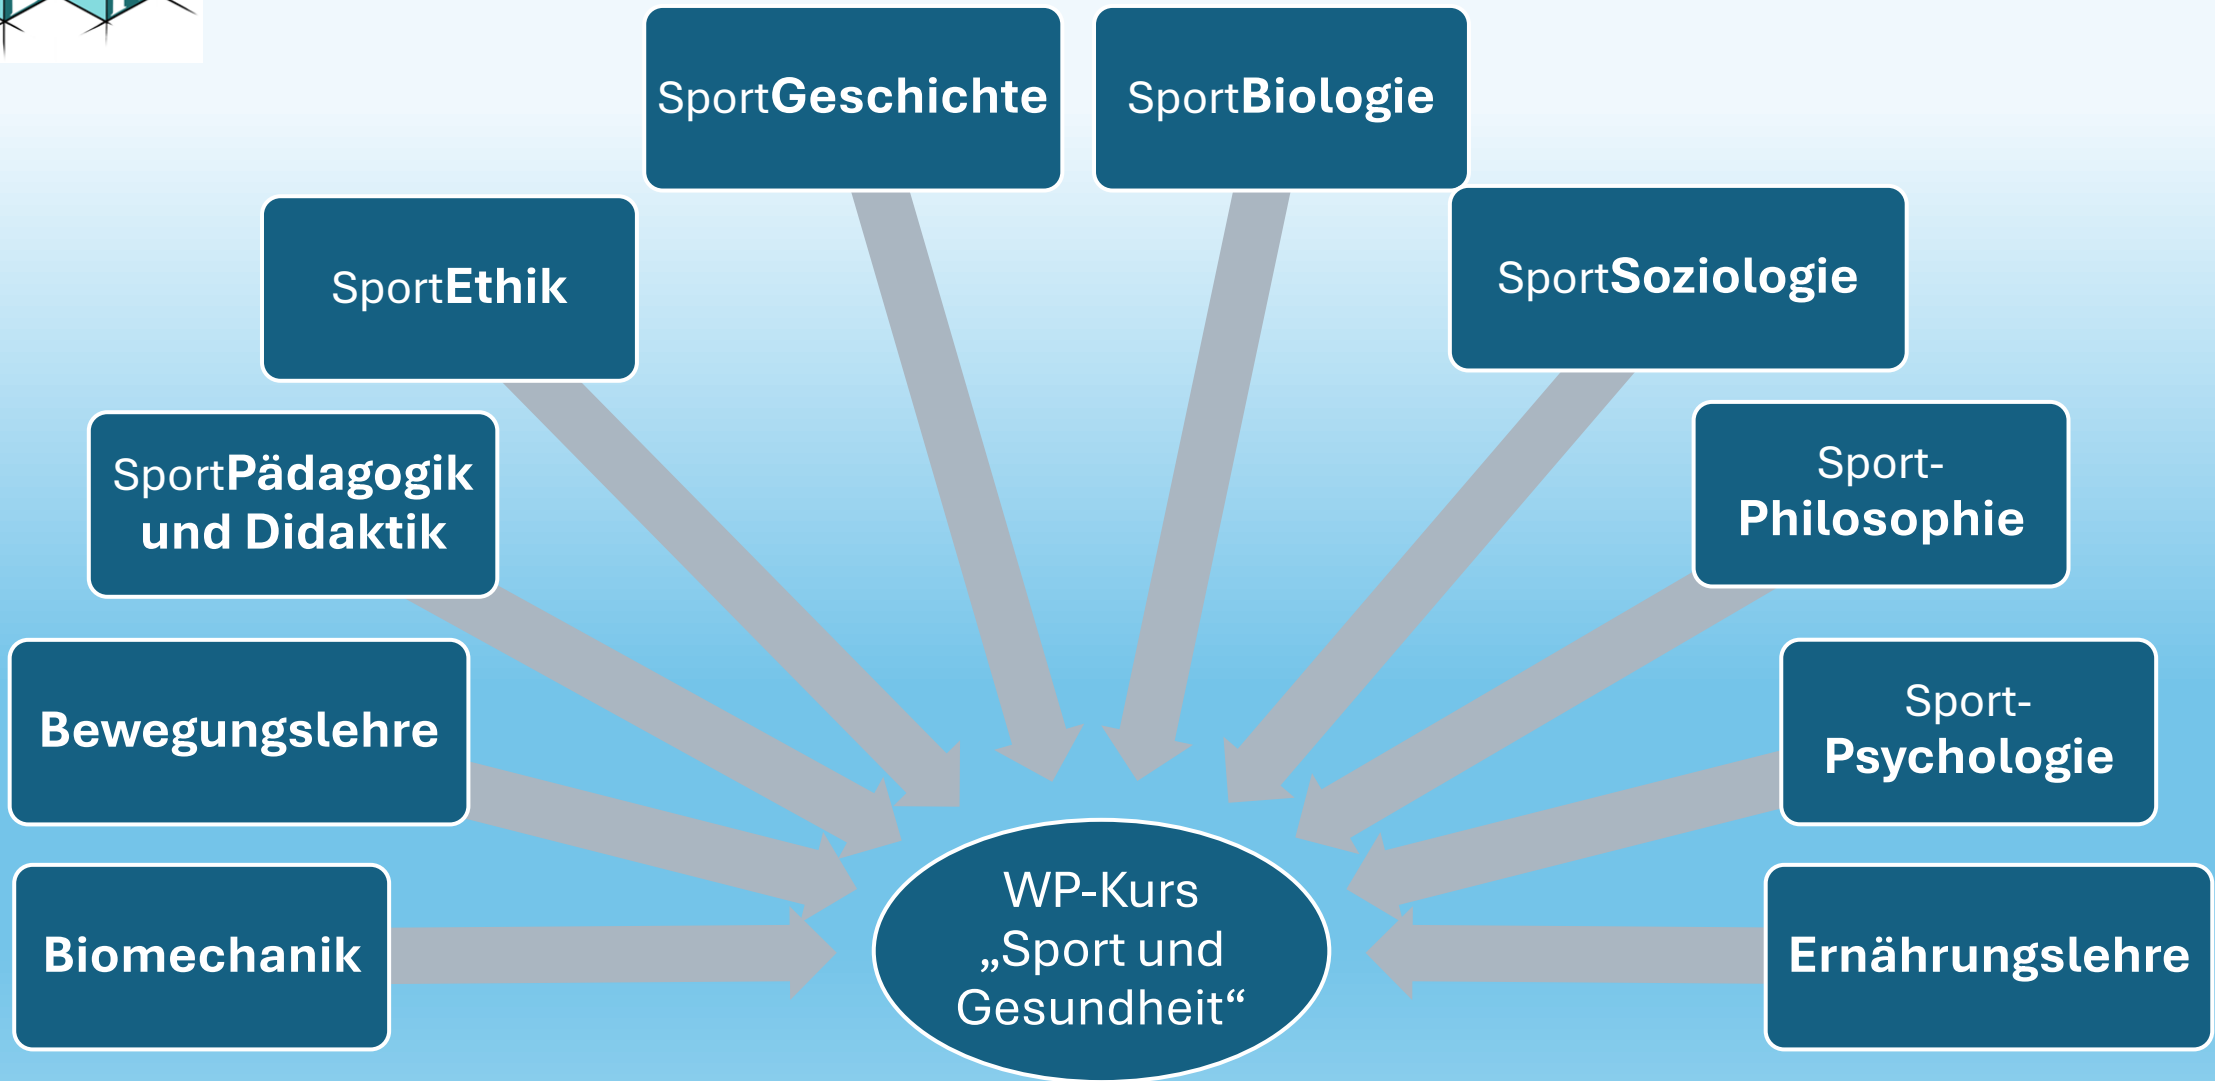 SportGeschichte
SportBiologie
SportEthik
SportSoziologie
SportPädagogik
und Didaktik
Sport-
Philosophie
Bewegungslehre
Sport-
Psychologie
Biomechanik
WP-Kurs
„Sport und
Gesundheit“
Ernährungslehre